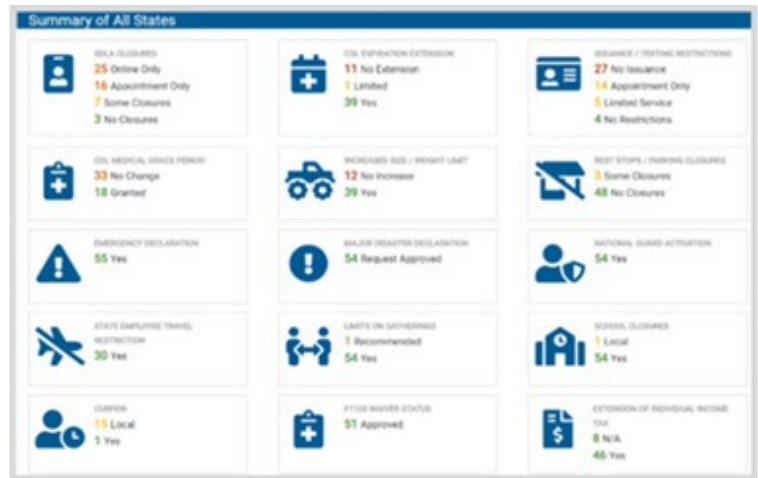 Summary of All States
SDLA CLOSURES
25 Online Only
16 Appointment Only
7 Some Closures
3 No Closures
CDL EXPIRATION EXTENSION
11 No Extension
1 Limited
39 Yes
ISSUANCE / TESTING RESTRICTIONS
27 No Issuance
14 Appointment Only
5 Limited Service
4 No Restrictions
CDL MEDICAL GRACE PERIOD
33 No Change
18 Granted
INCREASED SIZE / WEIGHT LIMIT
12 No Increase
39 Yes
REST STOPS / PARKING CLOSURES
3 Some Closures
48 No Closures
EMERGENCY DECLARATION
55 Yes
MAJOR DISASTER DECLARATION
54 Request Approved
NATIONAL GUARD ACTIVATION
54 Yes
STATE EMPLOYEE TRAVEL
RESTRICTION
30 Yes
LIMITS ON GATHERINGS
1 Recommended
54 Yes
SCHOOL CLOSURES
1 Local
54 Yes
CURFEW
15 Local
1 Yes
F1135 WAIVER STATUS
51 Approved
EXTENSION OF INDIVIDUAL INCOME
TAX
8 N/A
46 Yes